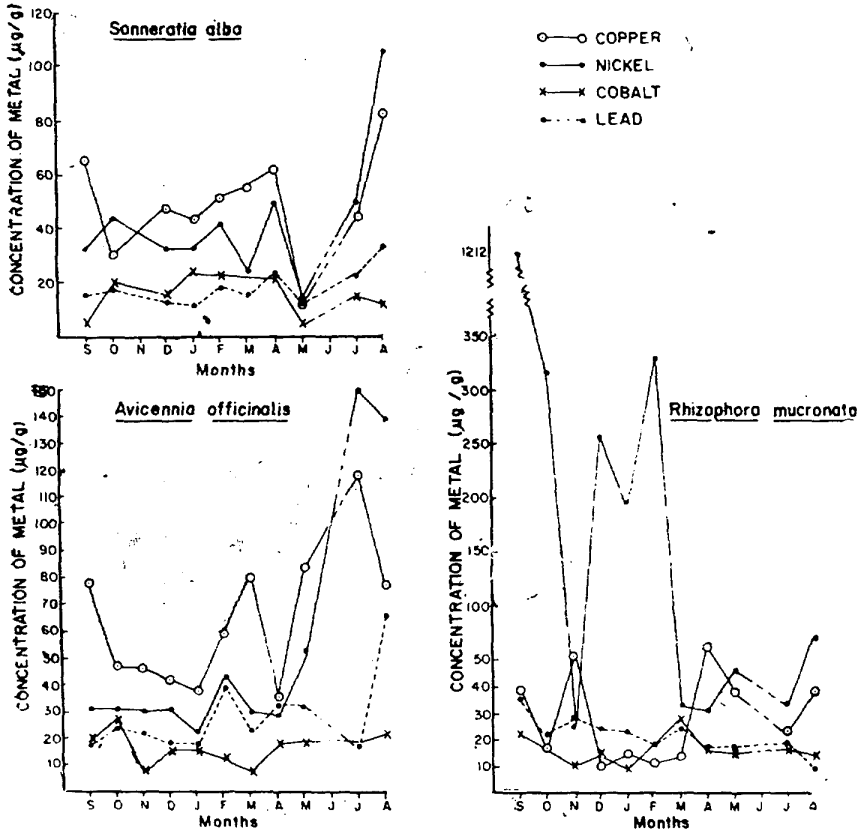 Sonneratia alba
CONCENTRATION OF METAL (µg/g)
120
100
80
60
40
20
S O N D J F M A M J J A
Months
COPPER
NICKEL
COBALT
LEAD
Avicennia officinalis
CONCENTRATION OF METAL (µg/g)
140
130
120
110
100
90
80
70
60
50
40
30
20
10
S O N D J F M A M J J A
Months
Rhizophora mucronata
CONCENTRATION OF METAL (µg/g)
1212
350
300
250
200
150
100
50
40
30
20
10
S O N D J F M A M J J A
Months